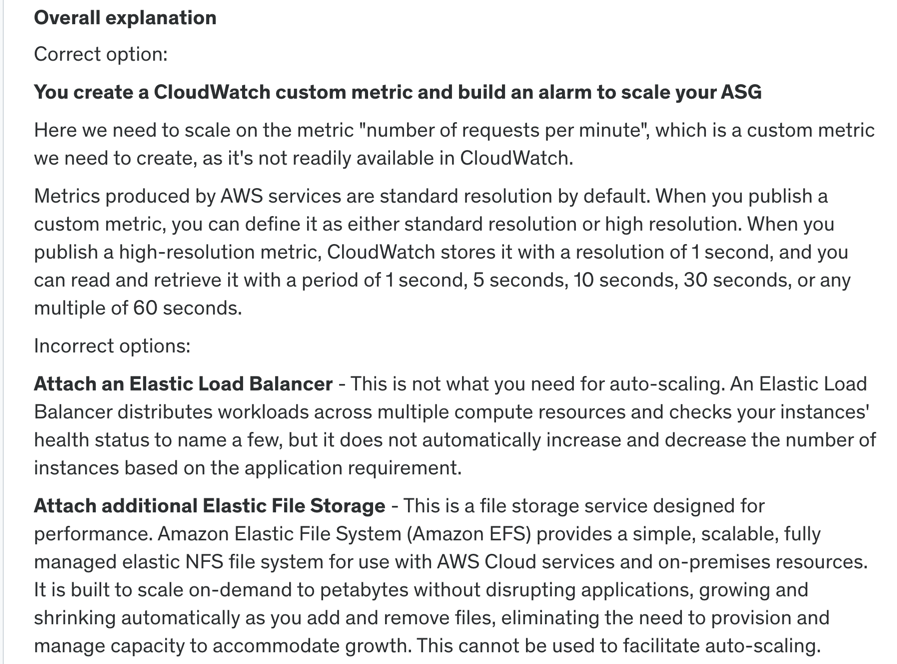 Overall explanation
Correct option:
You create a CloudWatch custom metric and build an alarm to scale your ASG
Here we need to scale on the metric "number of requests per minute", which is a custom metric
we need to create, as it's not readily available in CloudWatch.
Metrics produced by AWS services are standard resolution by default. When you publish a
custom metric, you can define it as either standard resolution or high resolution. When you
publish a high-resolution metric, CloudWatch stores it with a resolution of 1 second, and you
can read and retrieve it with a period of 1 second, 5 seconds, 10 seconds, 30 seconds, or any
multiple of 60 seconds.
Incorrect options:
Attach an Elastic Load Balancer - This is not what you need for auto-scaling. An Elastic Load
Balancer distributes workloads across multiple compute resources and checks your instances'
health status to name a few, but it does not automatically increase and decrease the number of
instances based on the application requirement.
Attach additional Elastic File Storage - This is a file storage service designed for
performance. Amazon Elastic File System (Amazon EFS) provides a simple, scalable, fully
managed elastic NFS file system for use with AWS Cloud services and on-premises resources.
It is built to scale on-demand to petabytes without disrupting applications, growing and
shrinking automatically as you add and remove files, eliminating the need to provision and
manage capacity to accommodate growth. This cannot be used to facilitate auto-scaling.